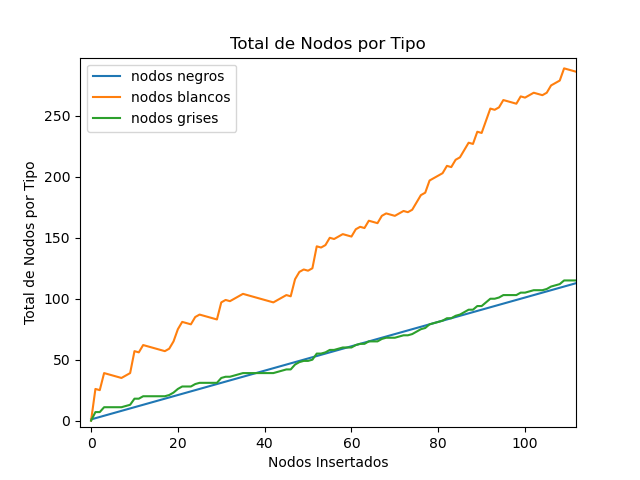 Total de Nodos por Tipo
nodos negros
nodos blancos
nodos grises
Total de Nodos por Tipo
250
200
150
100
50
0
0
20
40
60
80
100
Nodos Insertados